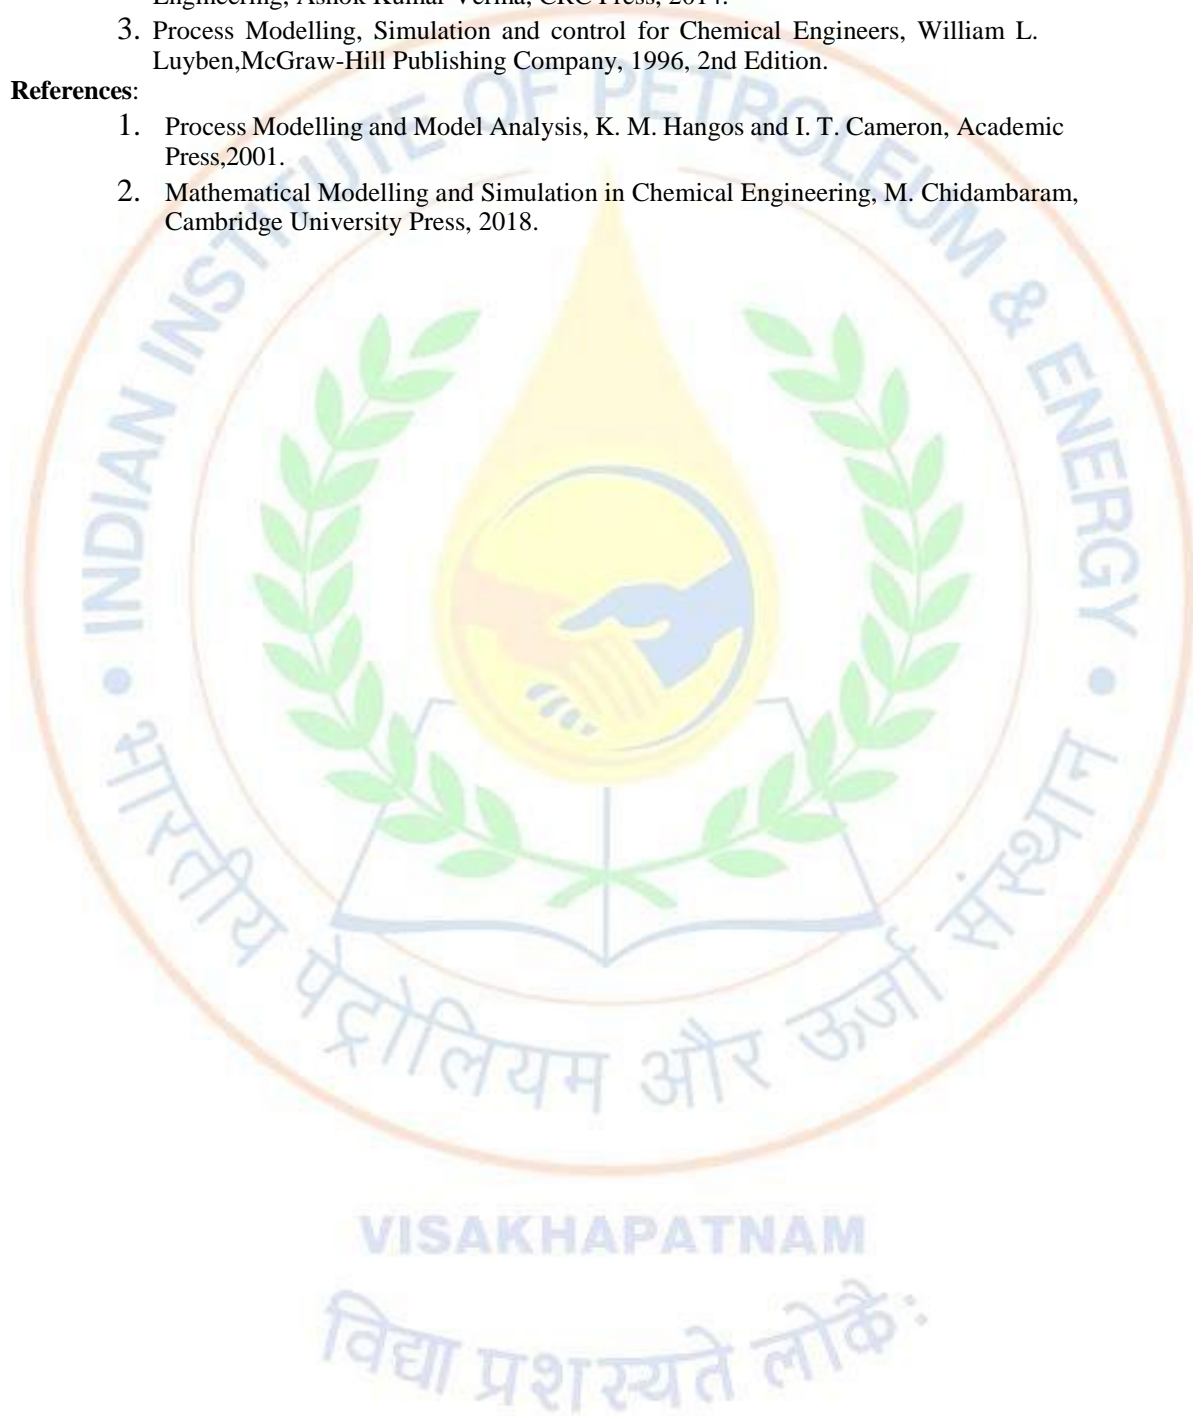 Engineering, Ashok Kumar Verma, CRC Press, 2014.
3. Process Modelling, Simulation and control for Chemical Engineers, William L.
Luyben,McGraw-Hill Publishing Company, 1996, 2nd Edition.
References:
1. Process Modelling and Model Analysis, K. M. Hangos and I. T. Cameron, Academic
Press,2001.
2. Mathematical Modelling and Simulation in Chemical Engineering, M. Chidambaram,
Cambridge University Press, 2018.
INDIAN INSTITUTE OF PETROLEUM & ENERGY
भारतीय पेट्रोलियम और ऊर्जा संस्थान
VISAKHAPATNAM
विद्या प्रशस्यते लोकैः